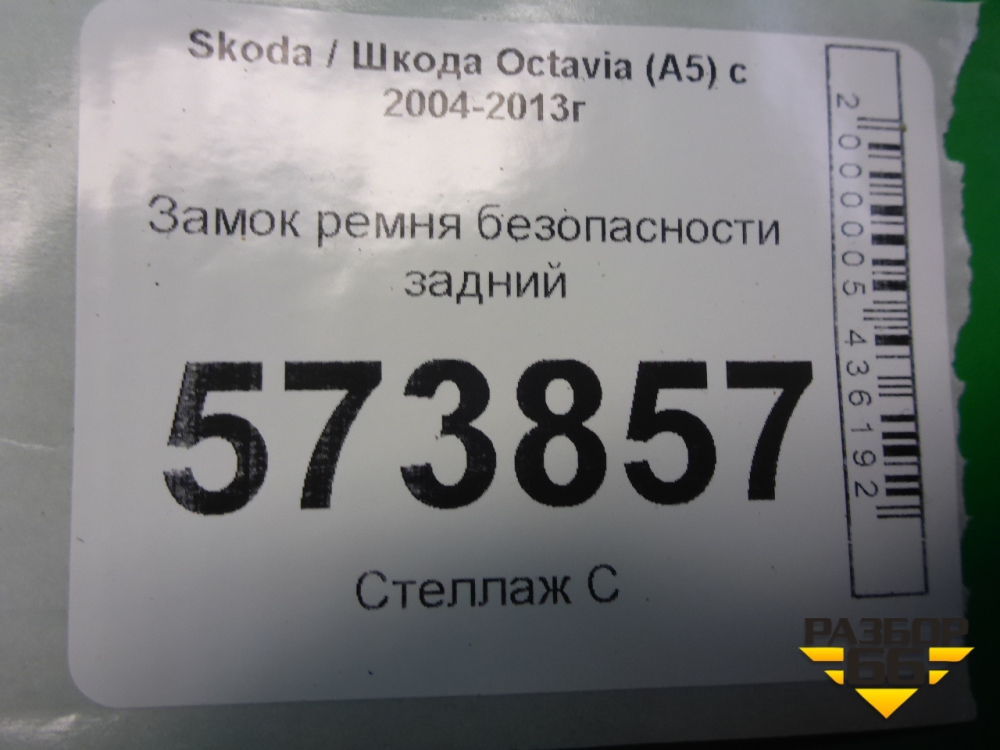 Skoda / Шкода Octavia (A5) с
2004-2013г
Замок ремня безопасности
задний
573857
Стеллаж С
2000005436192
РАЗБОР
66